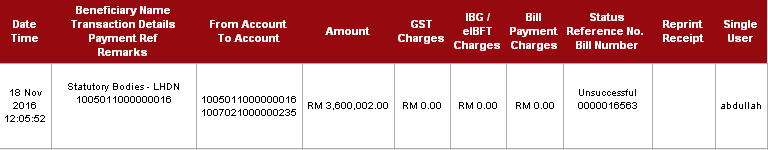 Date
Time
Beneficiary Name
Transaction Details
Payment Ref
Remarks
From Account
To Account
Amount
GST
Charges
IBG /
eIBFT
Charges
Bill
Payment
Charges
Status
Reference No.
Bill Number
Reprint
Receipt
Single
User
18 Nov
2016
12:05:52
Statutory Bodies - LHDN
1005011000000016
1005011000000016
1007021000000235
RM 3,600,002.00
RM 0.00
RM 0.00
RM 0.00
Unsuccessful
0000016563
abdullah